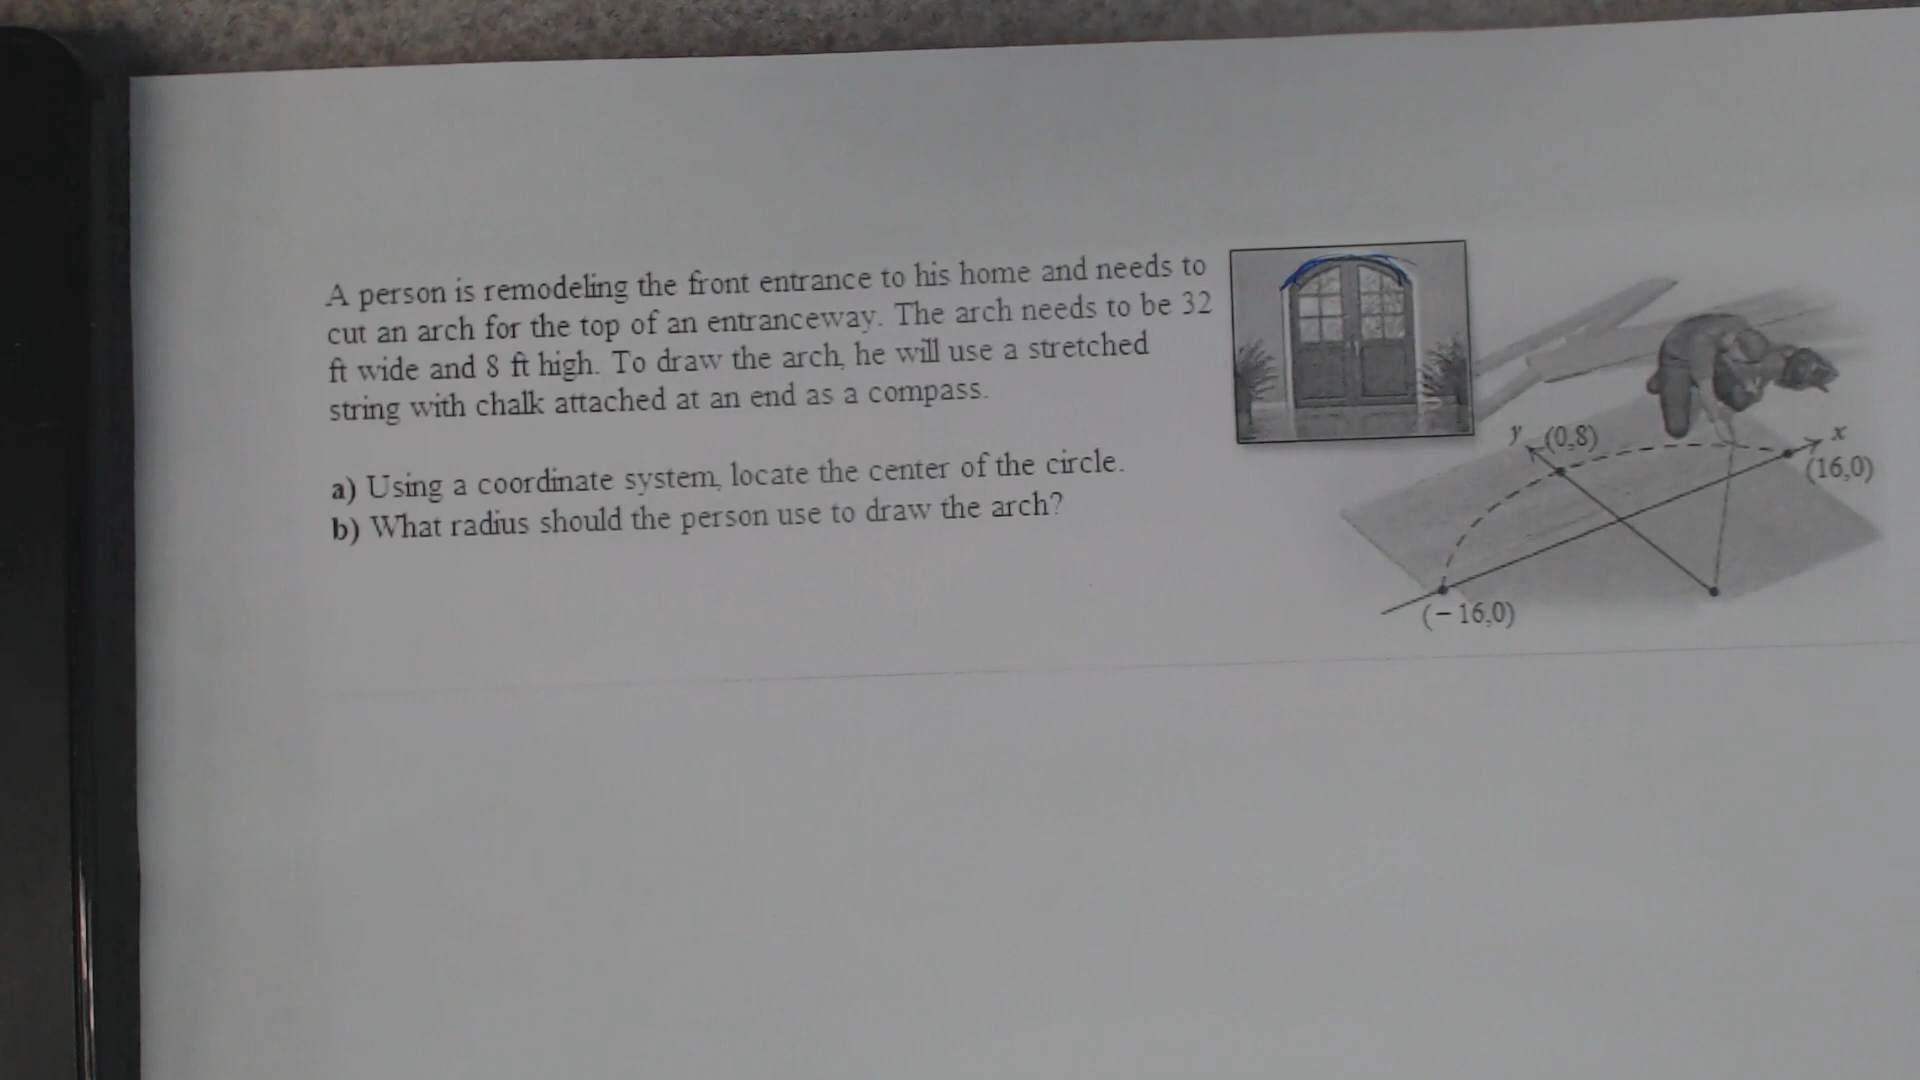 A person is remodeling the front entrance to his home and needs to
cut an arch for the top of an entranceway. The arch needs to be 32
ft wide and 8 ft high. To draw the arch, he will use a stretched
string with chalk attached at an end as a compass.
a) Using a coordinate system, locate the center of the circle.
b) What radius should the person use to draw the arch?
y (0,8)
x
(16,0)
(−16,0)